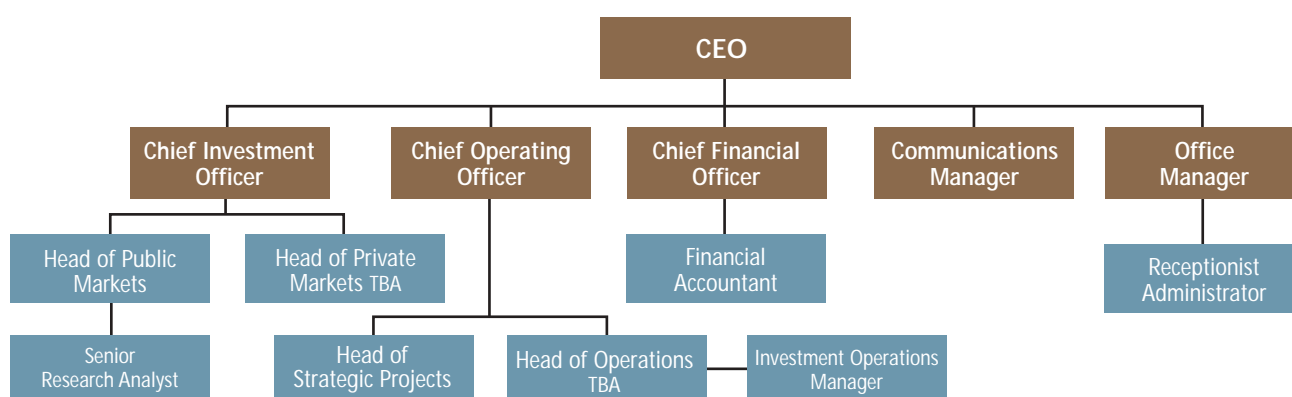 CEO
Chief Investment
Officer
Chief Operating
Officer
Chief Financial
Officer
Communications
Manager
Office
Manager
Head of Public
Markets
Head of Private
Markets TBA
Financial
Accountant
Receptionist
Administrator
Senior
Research Analyst
Head of
Strategic Projects
Head of Operations
TBA
Investment Operations
Manager